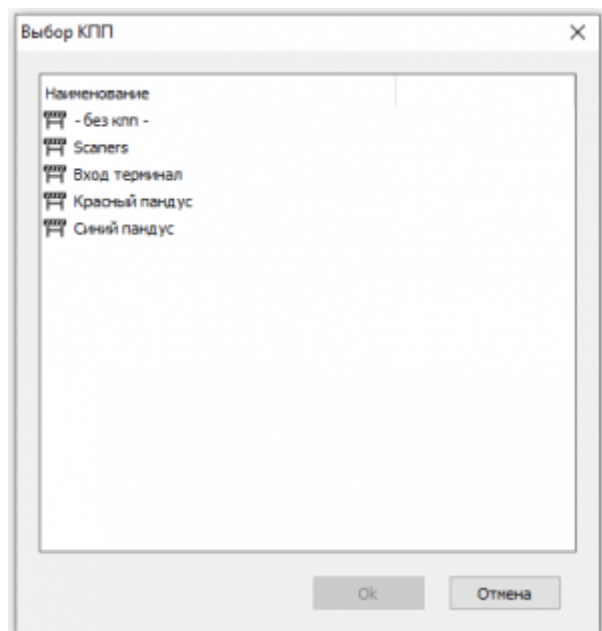 Выбор КПП
Наименование
- без кпп -
Scaners
Вход терминал
Красный пандус
Синий пандус
Ok
Отмена